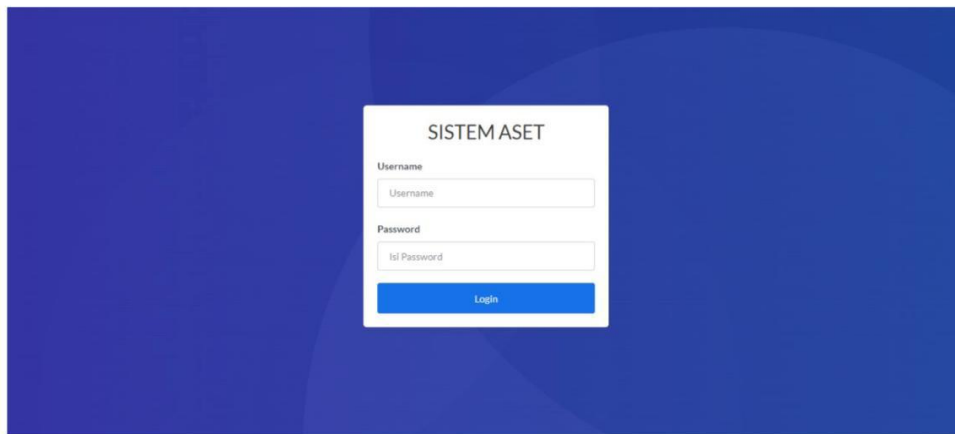 SISTEM ASET
Username
Username
Password
Isi Password
Login